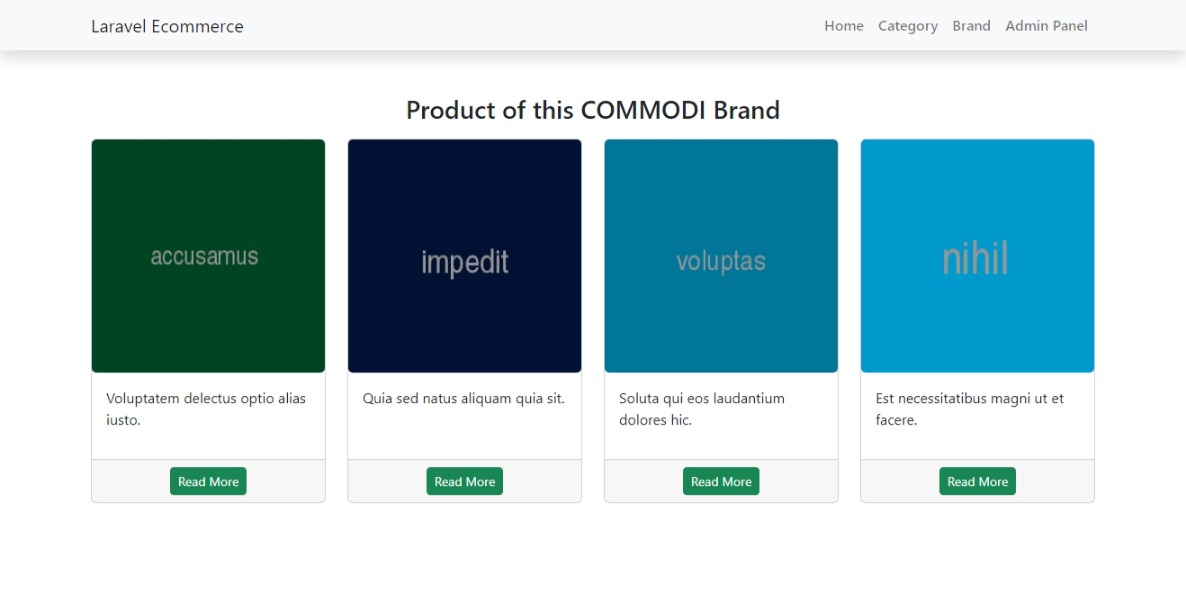 Laravel Ecommerce
Home Category Brand Admin Panel
Product of this COMMODI Brand
accusamus
impedit
voluptas
nihil
Voluptatem delectus optio alias
iusto.
Quia sed natus aliquam quia sit.
Soluta qui eos laudantium
dolores hic.
Est necessitatibus magni ut et
facere.
Read More
Read More
Read More
Read More